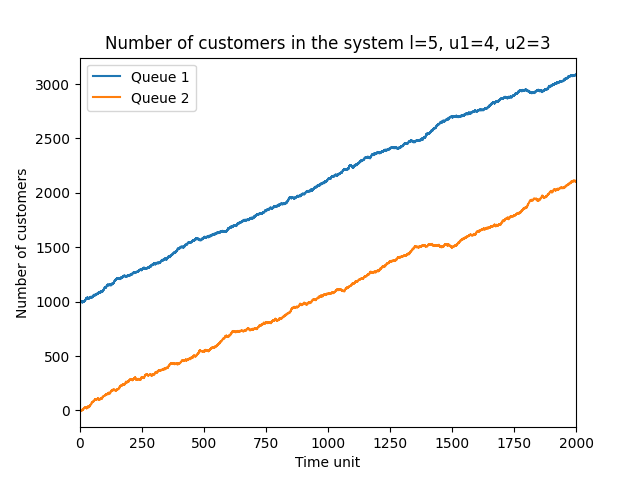 Number of customers in the system l=5, u1=4, u2=3
Queue 1
Queue 2
Number of customers
3000
2500
2000
1500
1000
500
0
0 250 500 750 1000 1250 1500 1750 2000
Time unit